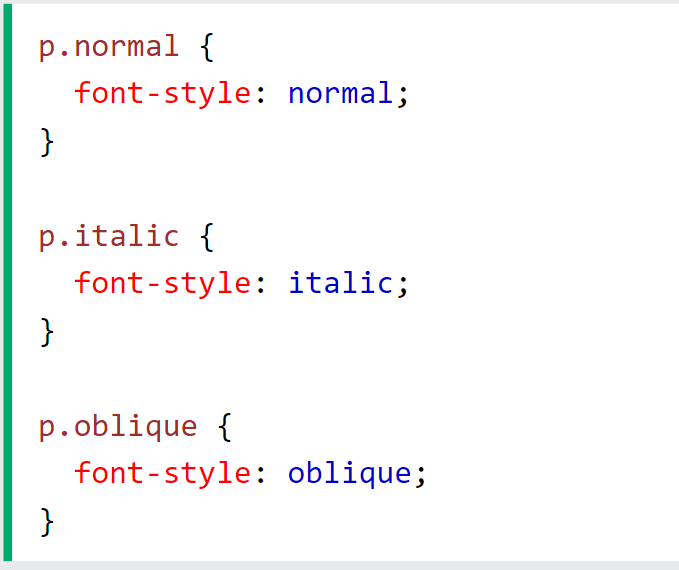 p.normal {
  font-style: normal;
}

p.italic {
  font-style: italic;
}

p.oblique {
  font-style: oblique;
}